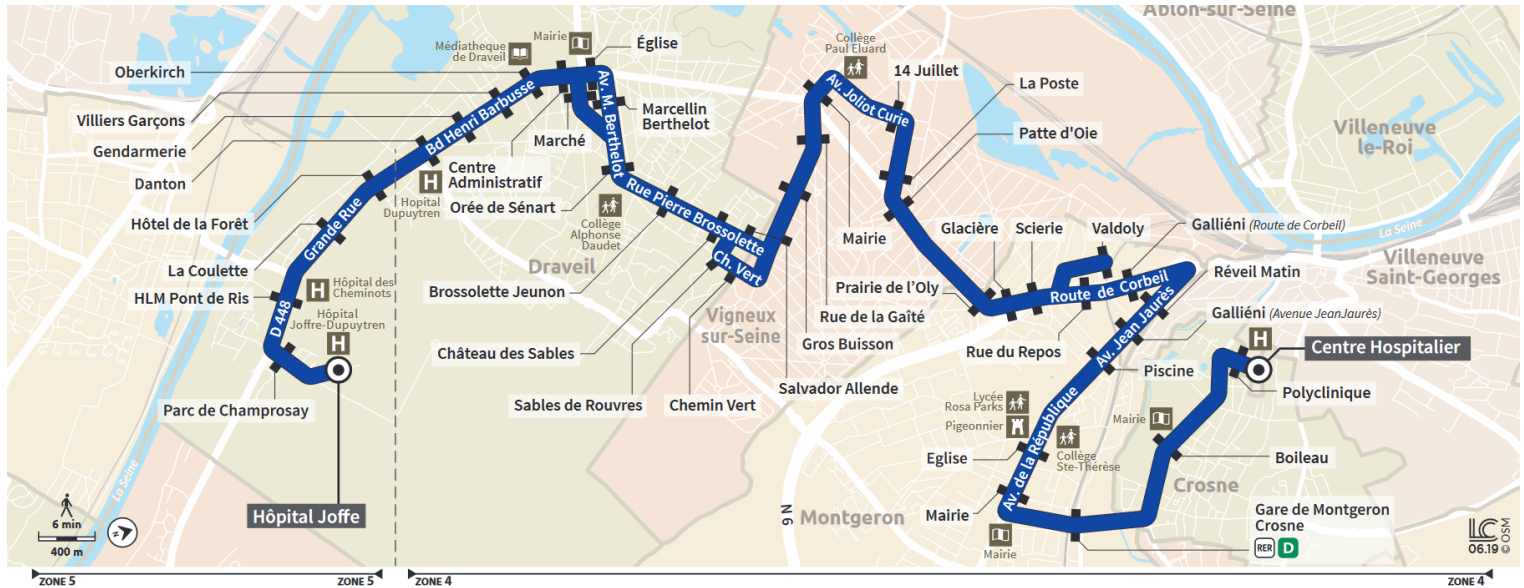 Ablon-sur-Seine
Villeneuve
le-Roi
La Seine
Villeneuve
Saint-Georges
Médiatheque
de Draveil
Mairie
Église
Oberkirch
Villiers Garçons
Gendarmerie
Danton
Hôtel de la Forêt
La Coulette
HLM Pont de Ris
Parc de Champrosay
Hôpital Joffe
Hôpital des
Cheminots
Hôpital
Joffre-Dupuytren
H
H
H
D 448
Grande Rue
Bd Henri Barbusse
Hopital
Dupuytren
Centre
Administratif
Marché
Av. M. Berthelot
Marcellin
Berthelot
Orée de Sénart
Collège
Alphonse
Daudet
Draveil
Rue Pierre Brossolette
Brossolette Jeunon
Château des Sables
Sables de Rouvres
Chemin Vert
Ch. Vert
Vigneux
sur-Seine
Salvador Allende
Gros Buisson
Rue de la Gaîté
Mairie
Collège
Paul Eluard
Av. Joliot Curie
14 Juillet
La Poste
Patte d'Oie
Prairie de l'Oly
Glacière
Scierie
Valdoly
Galliéni (Route de Corbeil)
Route de Corbeil
Réveil Matin
Rue du Repos
Av. Jean Jaurès
Galliéni (Avenue JeanJaurès)
Piscine
Lycée
Rosa Parks
Pigeonnier
Av. de la République
Collège
Ste-Thérèse
Eglise
Mairie
Mairie
N 6
Montgeron
Gare de Montgeron
Crosne
RER D
Crosne
Boileau
Mairie
Polyclinique
H
Centre Hospitalier
La Seine
6 min
400 m
N
LC
06.19 © OSM
ZONE 5
ZONE 5
ZONE 4
ZONE 4